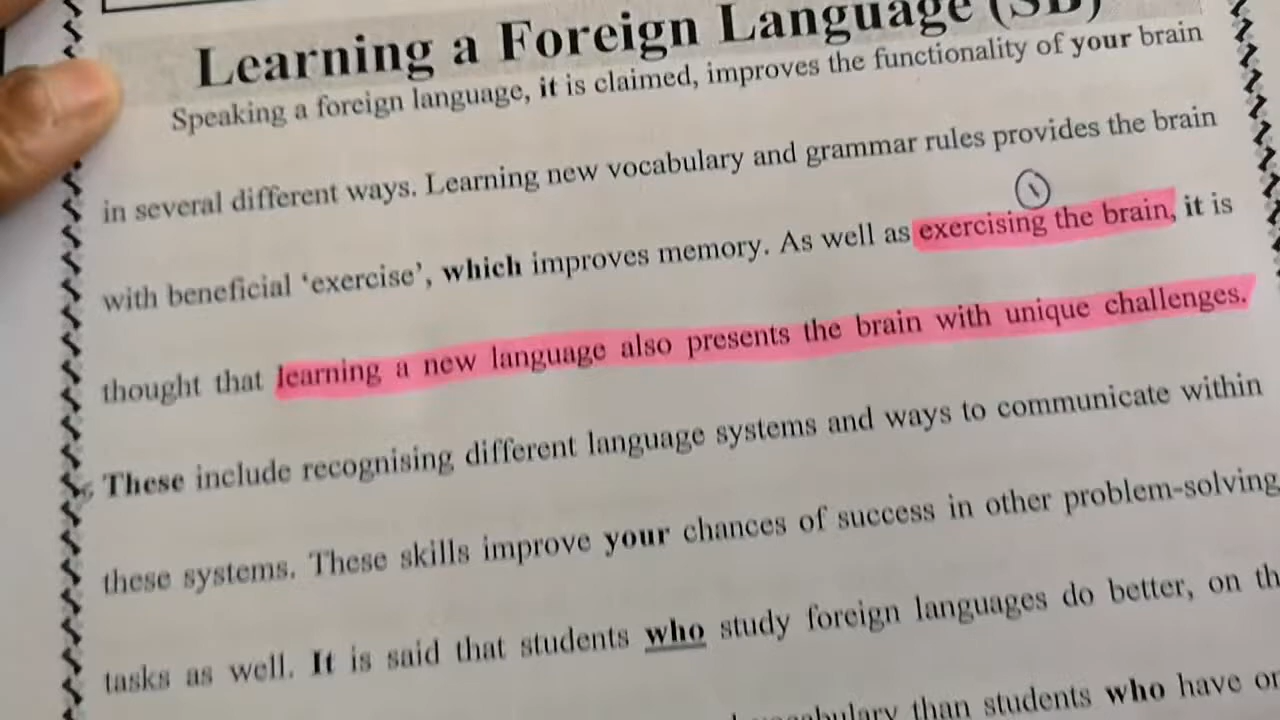 Learning a Foreign Language (SB)
Speaking a foreign language, it is claimed, improves the functionality of your brain
in several different ways. Learning new vocabulary and grammar rules provides the brain
with beneficial ‘exercise’, which improves memory. As well as exercising the brain, it is
thought that learning a new language also presents the brain with unique challenges.
These include recognising different language systems and ways to communicate within
these systems. These skills improve your chances of success in other problem-solving
tasks as well. It is said that students who study foreign languages do better, on th
vocabulary than students who have or